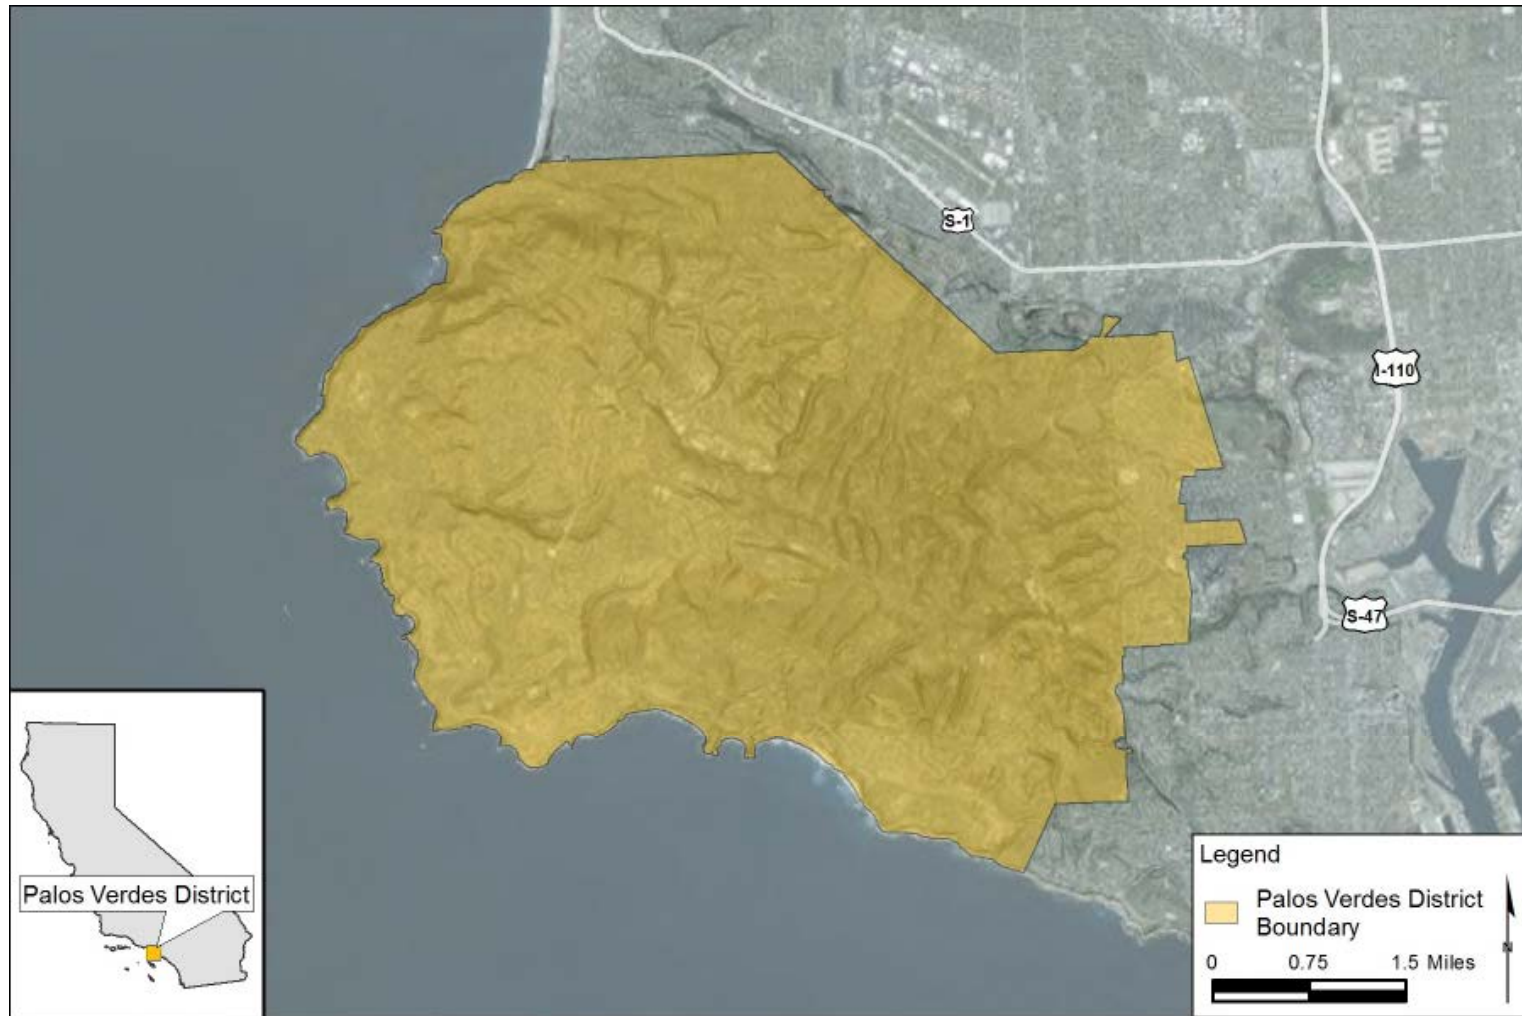 S-1
I-110
S-47
Palos Verdes District
Legend
Palos Verdes District
Boundary
N
0 0.75 1.5 Miles